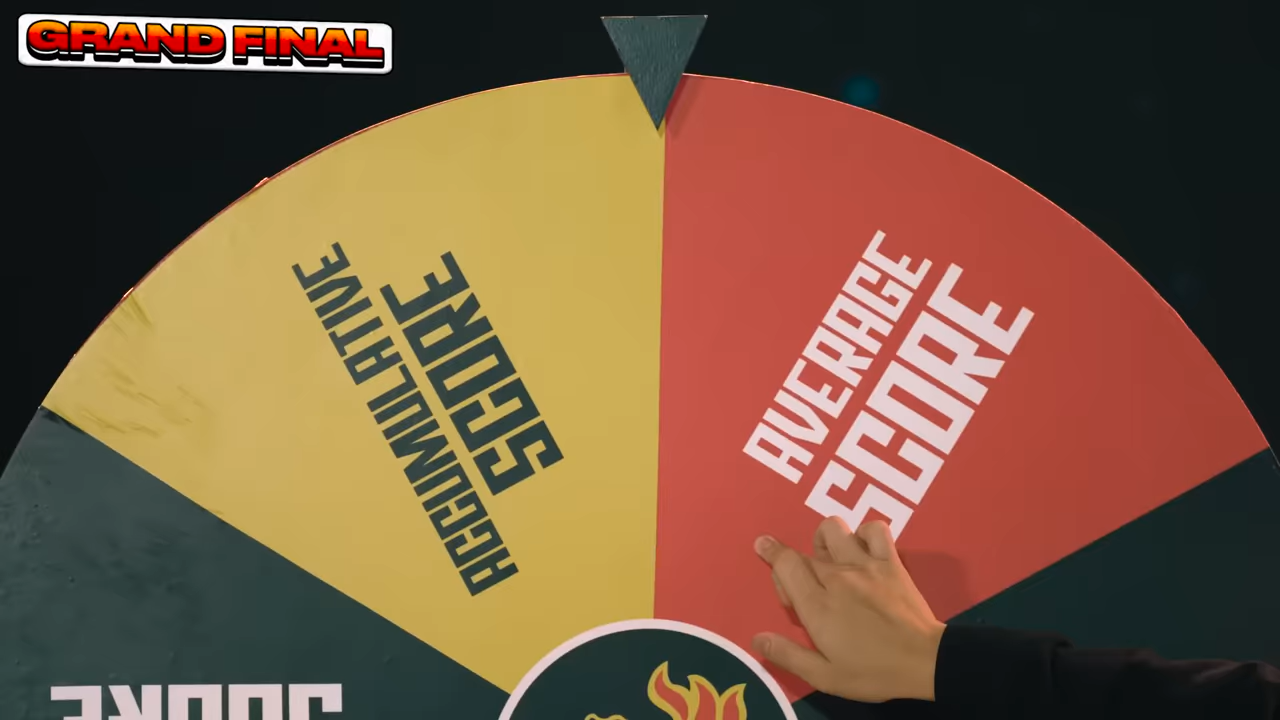 GRAND FINAL
ACCUMULATIVE
SCORE
AVERAGE
SCORE